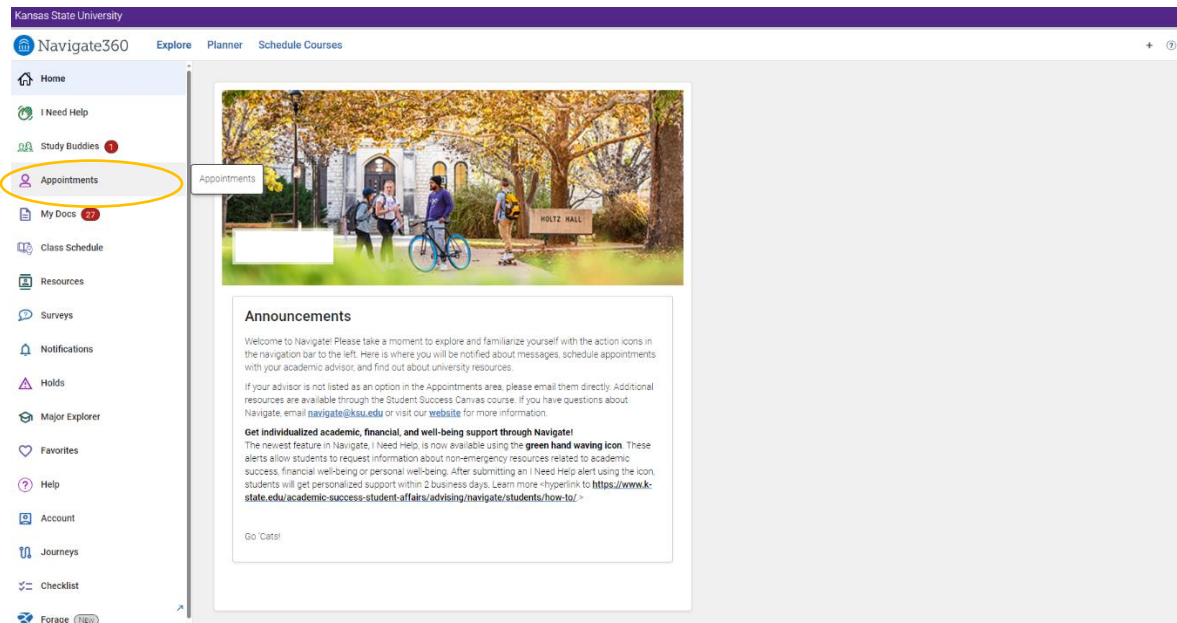 Kansas State University
Navigate360 Explore Planner Schedule Courses
Home
I Need Help
Study Buddies 1
Appointments
Appointments
My Docs 27
Class Schedule
Resources
Surveys
Notifications
Holds
Major Explorer
Favorites
Help
Account
Journeys
Checklist
Forage New
HOLTZ HALL
Announcements
Welcome to Navigate! Please take a moment to explore and familiarize yourself with the action icons in
the navigation bar to the left. Here is where you will be notified about messages, schedule appointments
with your academic advisor, and find out about university resources.
If your advisor is not listed as an option in the Appointments area, please email them directly. Additional
resources are available through the Student Success Canvas course. If you have questions about
Navigate, email navigate@ksu.edu or visit our website for more information.
Get individualized academic, financial, and well-being support through Navigate!
The newest feature in Navigate, I Need Help, is now available using the green hand waving icon. These
alerts allow students to request information about non-emergency resources related to academic
success, financial well-being or personal well-being. After submitting an I Need Help alert using the icon,
students will get personalized support within 2 business days. Learn more <hyperlink to https://www.k-
state.edu/academic-success-student-affairs/advising/navigate/students/how-to/.>
Go 'Cats!